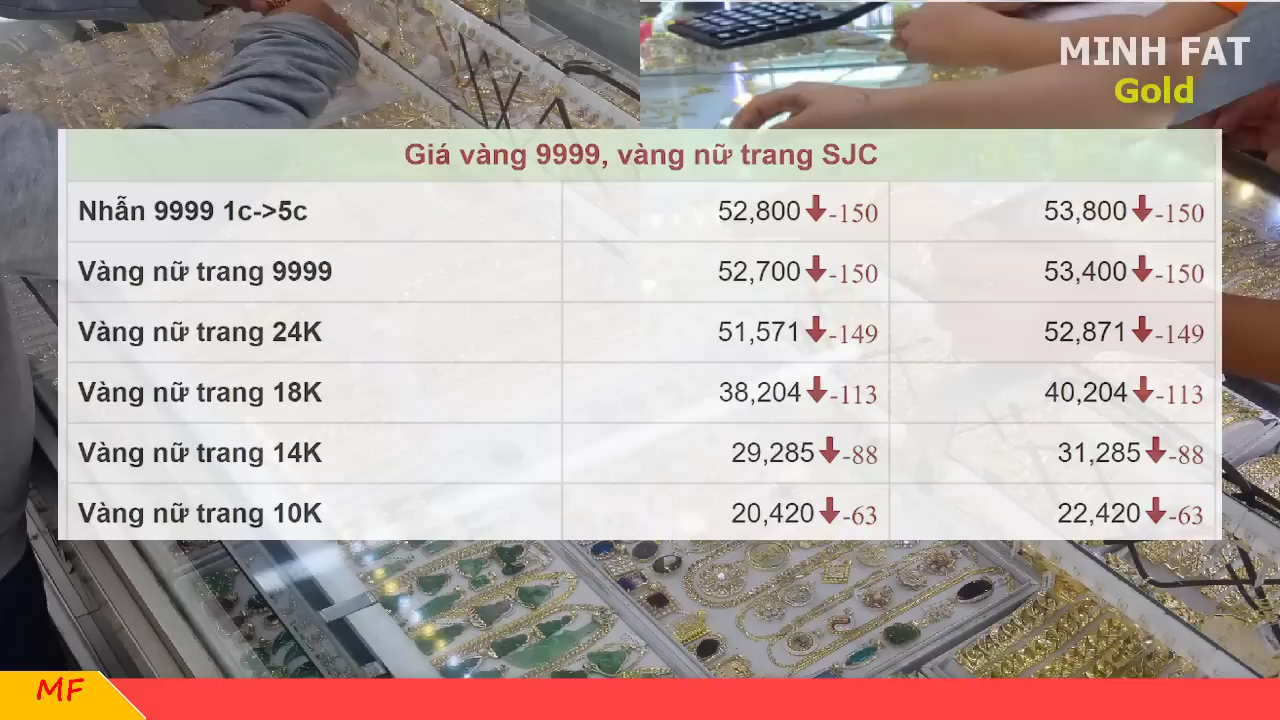 MINH FAT
Gold
Giá vàng 9999, vàng nữ trang SJC
Nhẫn 9999 1c->5c 52,800 -150 53,800 -150
Vàng nữ trang 9999 52,700 -150 53,400 -150
Vàng nữ trang 24K 51,571 -149 52,871 -149
Vàng nữ trang 18K 38,204 -113 40,204 -113
Vàng nữ trang 14K 29,285 -88 31,285 -88
Vàng nữ trang 10K 20,420 -63 22,420 -63
MF